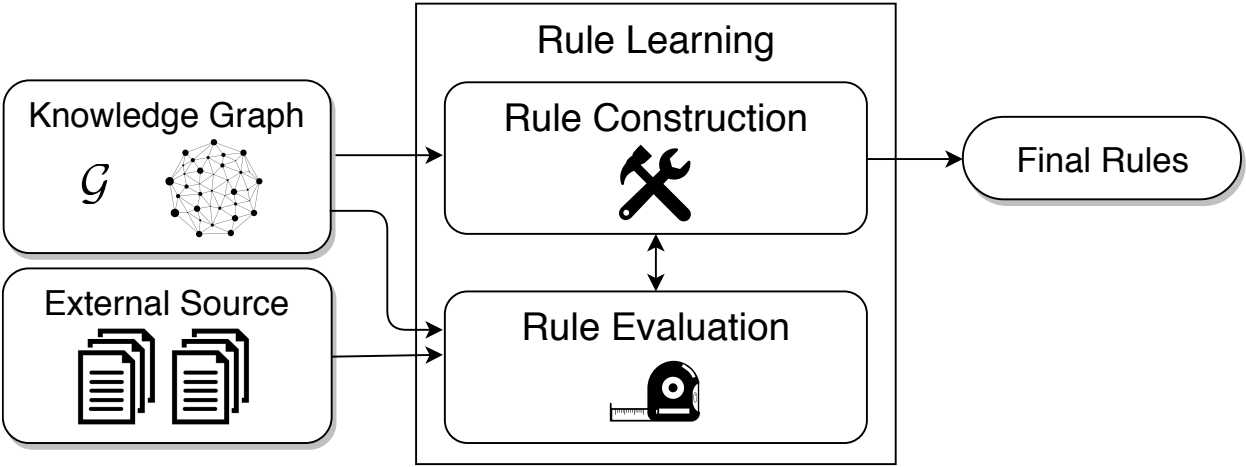 Rule Learning
Knowledge Graph
𝒢
Rule Construction
Final Rules
External Source
Rule Evaluation